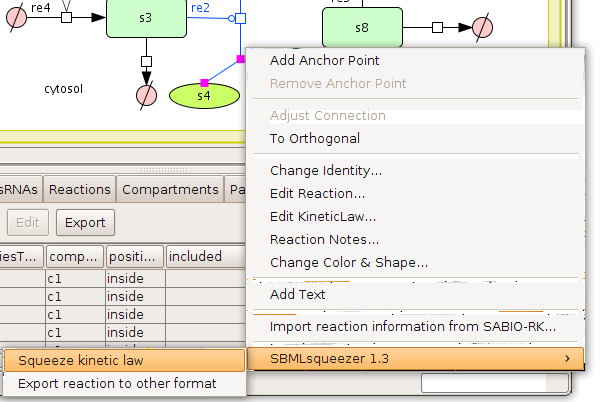 re4
s3
re2
s8
cytosol
s4
Add Anchor Point
Remove Anchor Point
Adjust Connection
To Orthogonal
Change Identity...
Edit Reaction...
Edit KineticLaw...
Reaction Notes...
Change Color & Shape...
Add Text
Import reaction information from SABIO-RK...
SBMLsqueezer 1.3
sRNAs Reactions Compartments Pa
Edit Export
iesT... comp... positi... included
c1 inside
c1 inside
c1 inside
c1 inside
Squeeze kinetic law
Export reaction to other format